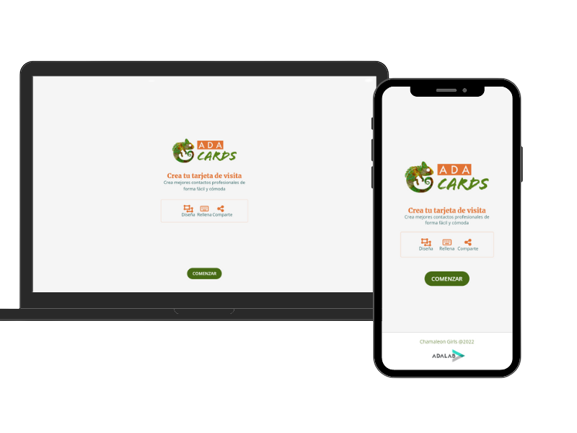 ADA
CARDS
Crea tu tarjeta de visita
Crea mejores contactos profesionales de
forma fácil y cómoda
Diseña Rellena Comparte
COMENZAR
ADA
CARDS
Crea tu tarjeta de visita
Crea mejores contactos profesionales de
forma fácil y cómoda
Diseña Rellena Comparte
COMENZAR
Chamaleon Girls @2022
ADALAB